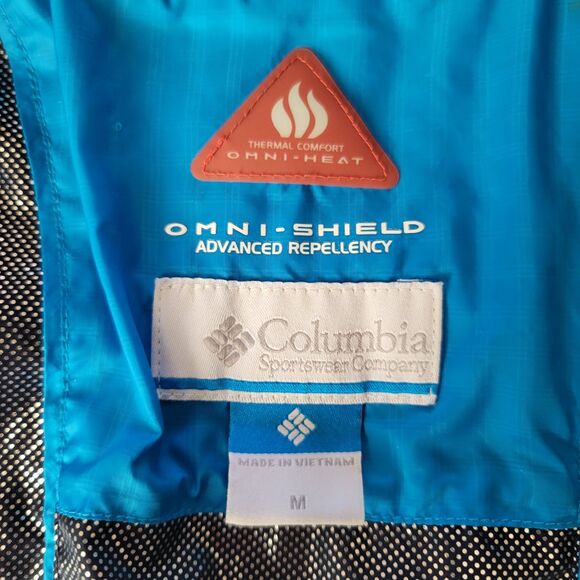 THERMAL COMFORT
OMNI-HEAT
OMNI-SHIELD
ADVANCED REPELLENCY
Columbia
Sportswear Company
MADE IN VIETNAM
M